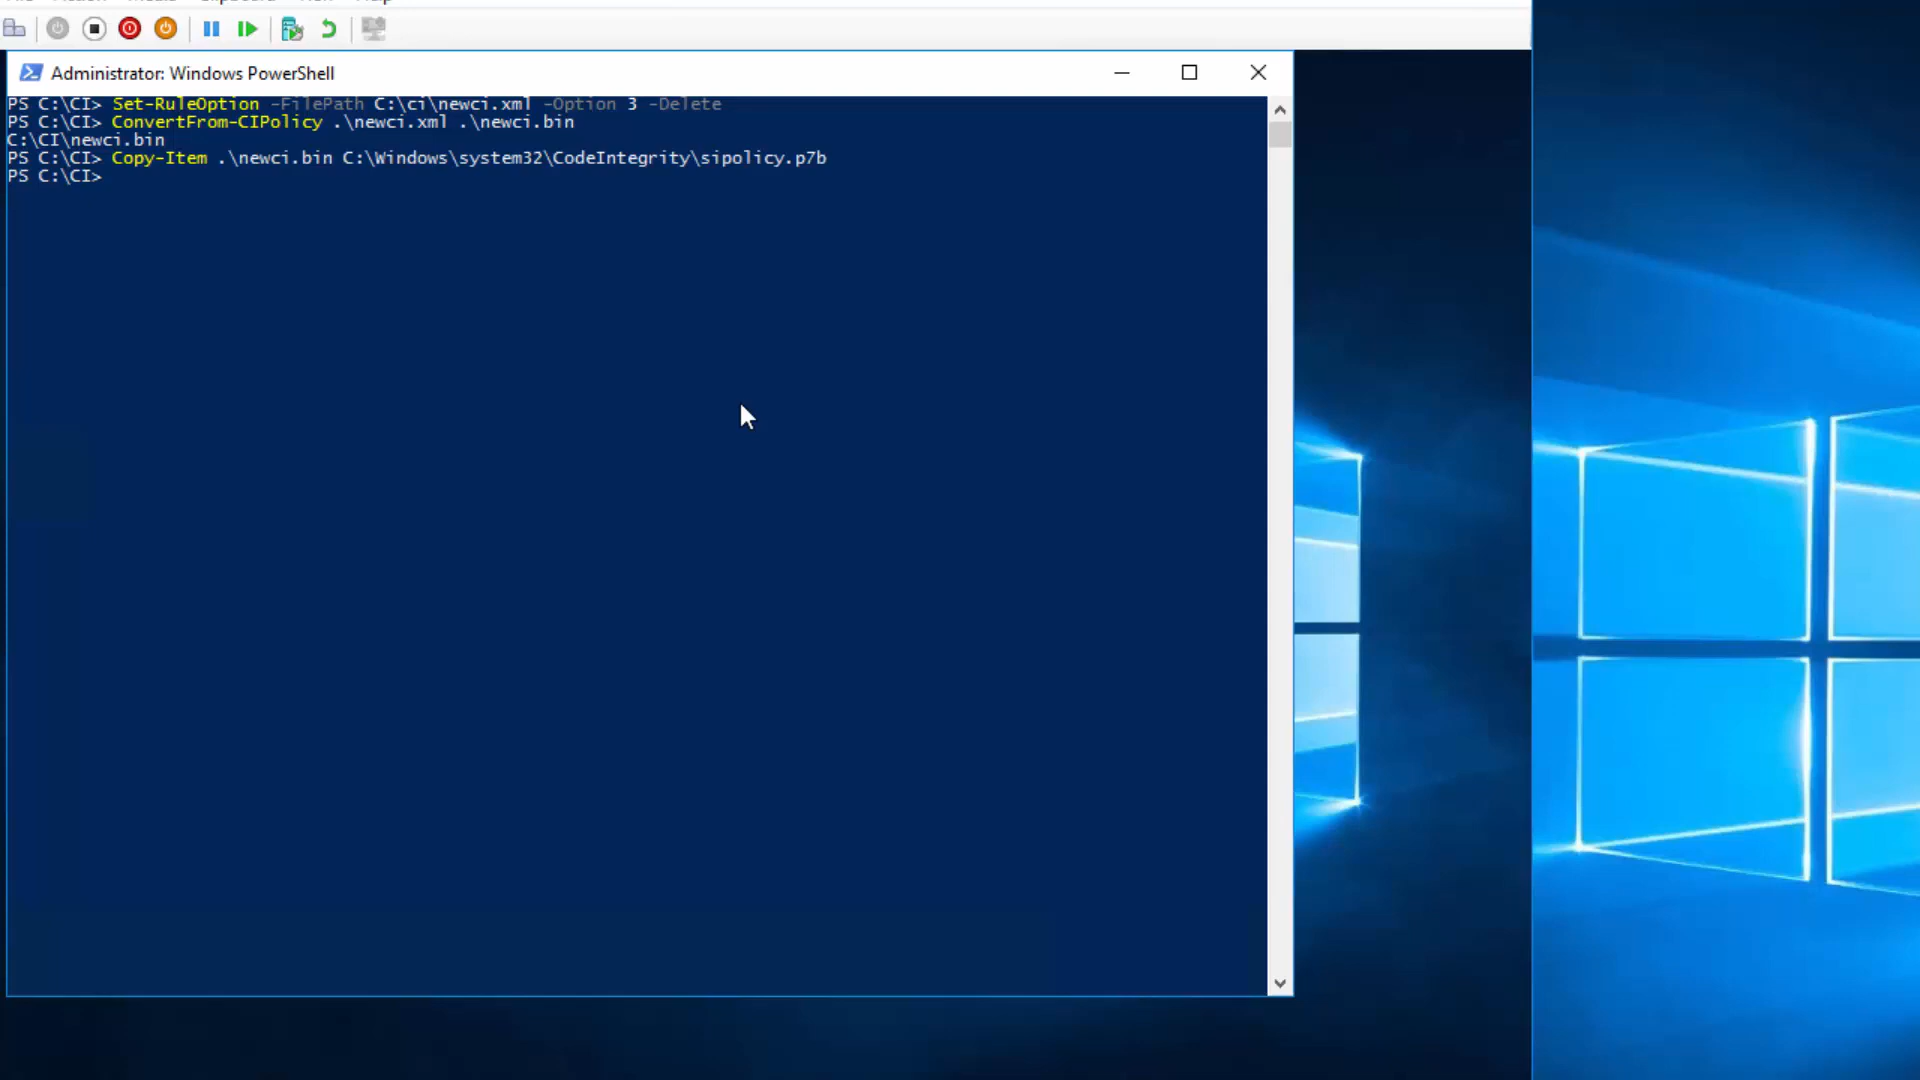 Administrator: Windows PowerShell
PS C:\CI> Set-RuleOption -FilePath C:\ci\newci.xml -Option 3 -Delete
PS C:\CI> ConvertFrom-CIPolicy .\newci.xml .\newci.bin
C:\CI\newci.bin
PS C:\CI> Copy-Item .\newci.bin C:\Windows\system32\CodeIntegrity\sipolicy.p7b
PS C:\CI>